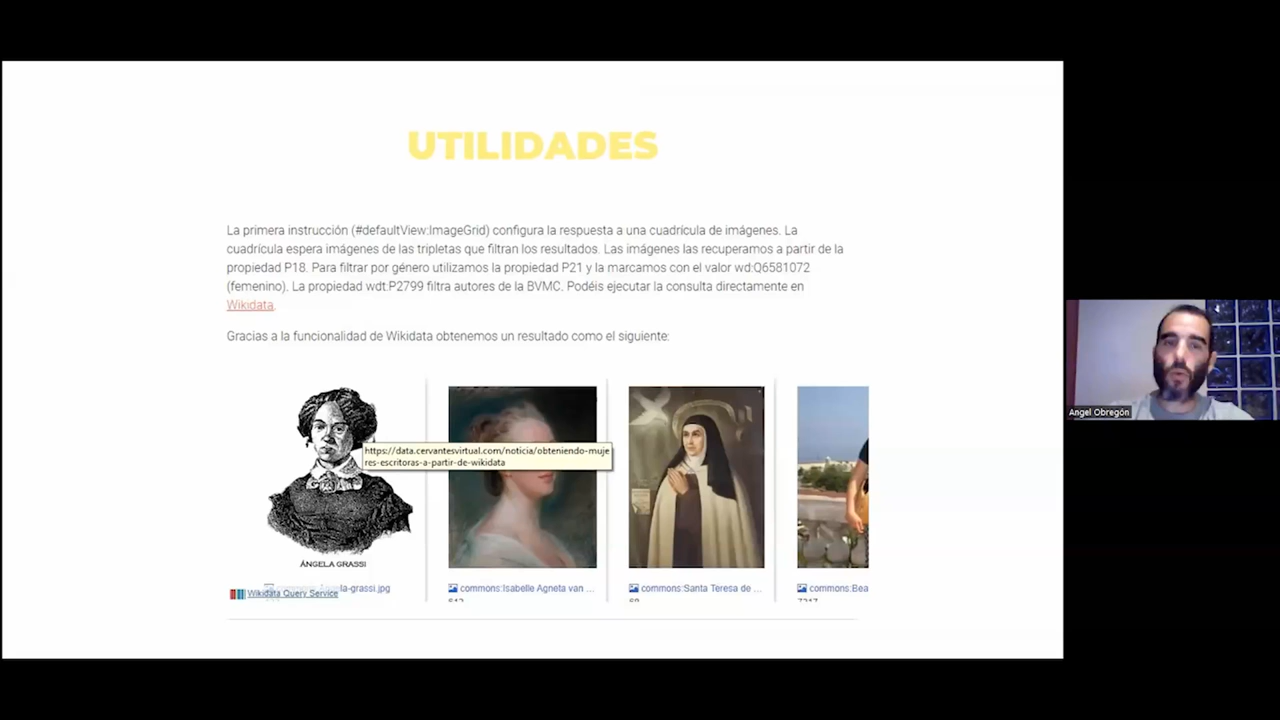 UTILIDADES
La primera instrucción (#defaultView:ImageGrid) configura la respuesta a una cuadrícula de imágenes. La
cuadrícula espera imágenes de las tripletas que filtran los resultados. Las imágenes las recuperamos a partir de la
propiedad P18. Para filtrar por género utilizamos la propiedad P21 y la marcamos con el valor wd:Q6581072
(femenino). La propiedad wdt:P2799 filtra autores de la BVMC. Podéis ejecutar la consulta directamente en
Wikidata.
Gracias a la funcionalidad de Wikidata obtenemos un resultado como el siguiente:
https://data.cervantesvirtual.com/noticia/obteniendo-muje
res-escritoras-a-partir-de-wikidata
Angel Obregón
ÁNGELA GRASSI
la-grassi.jpg
commons:Isabelle Agneta van ...
commons:Santa Teresa de ...
commons:Bea
Wikidata Query Service